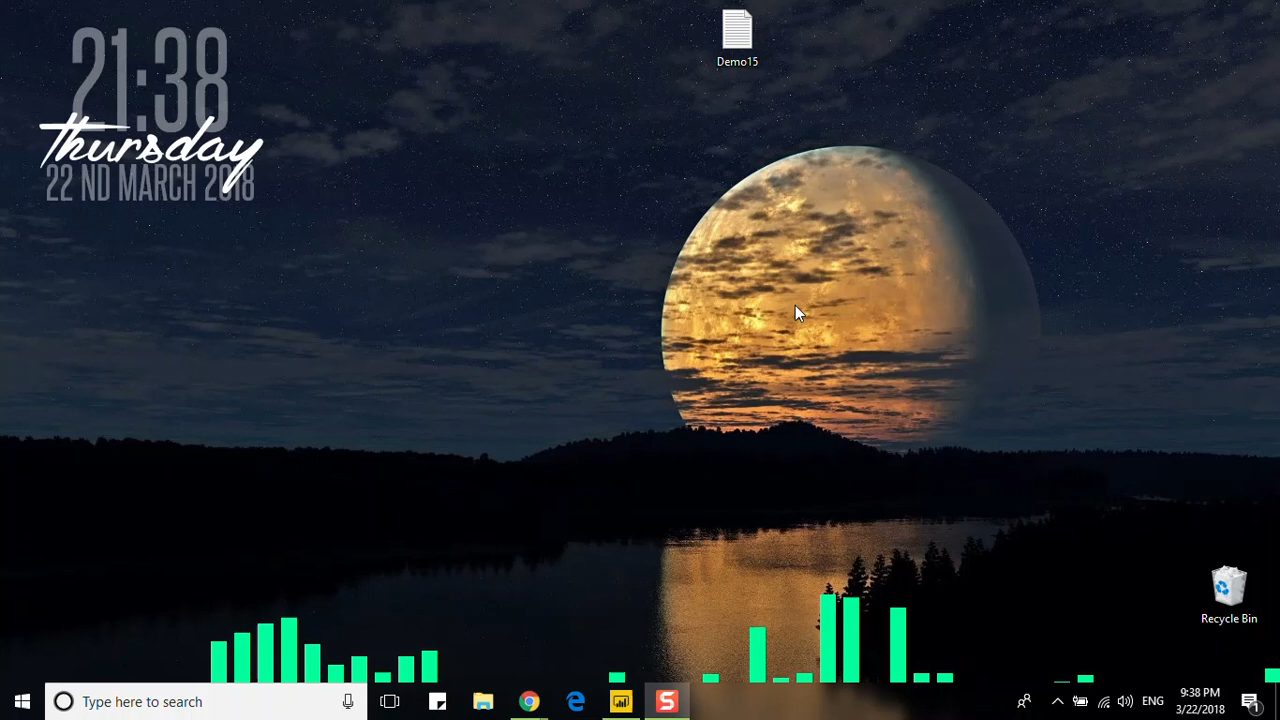 21:38
Thursday
22 ND MARCH 2018
Demo15
Recycle Bin
Type here to search
ENG
9:38 PM
3/22/2018
1